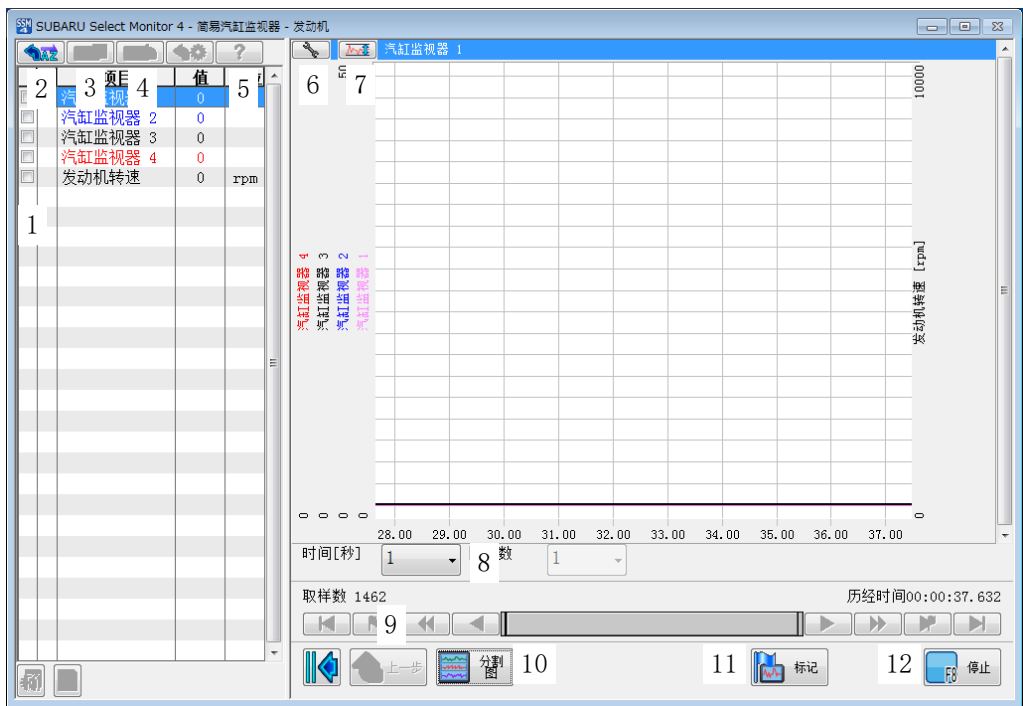 SUBARU Select Monitor 4 - 简易汽缸监视器 - 发动机
AZ
?
汽缸监视器 1
2 项目 3 4 值 5 6 7
汽缸监视 0
汽缸监视器 2 0
汽缸监视器 3 0
汽缸监视器 4 0
发动机转速 0 rpm
1
10000
汽缸监视器 4
汽缸监视器 3
汽缸监视器 2
汽缸监视器 1
发动机转速 [rpm]
0 0 0 0 0
28.00 29.00 30.00 31.00 32.00 33.00 34.00 35.00 36.00 37.00
时间[秒] 1 8 数 1
取样数 1462 历经时间00:00:37.632
9
上一步 分割图 10 11 标记 12 F8 停止